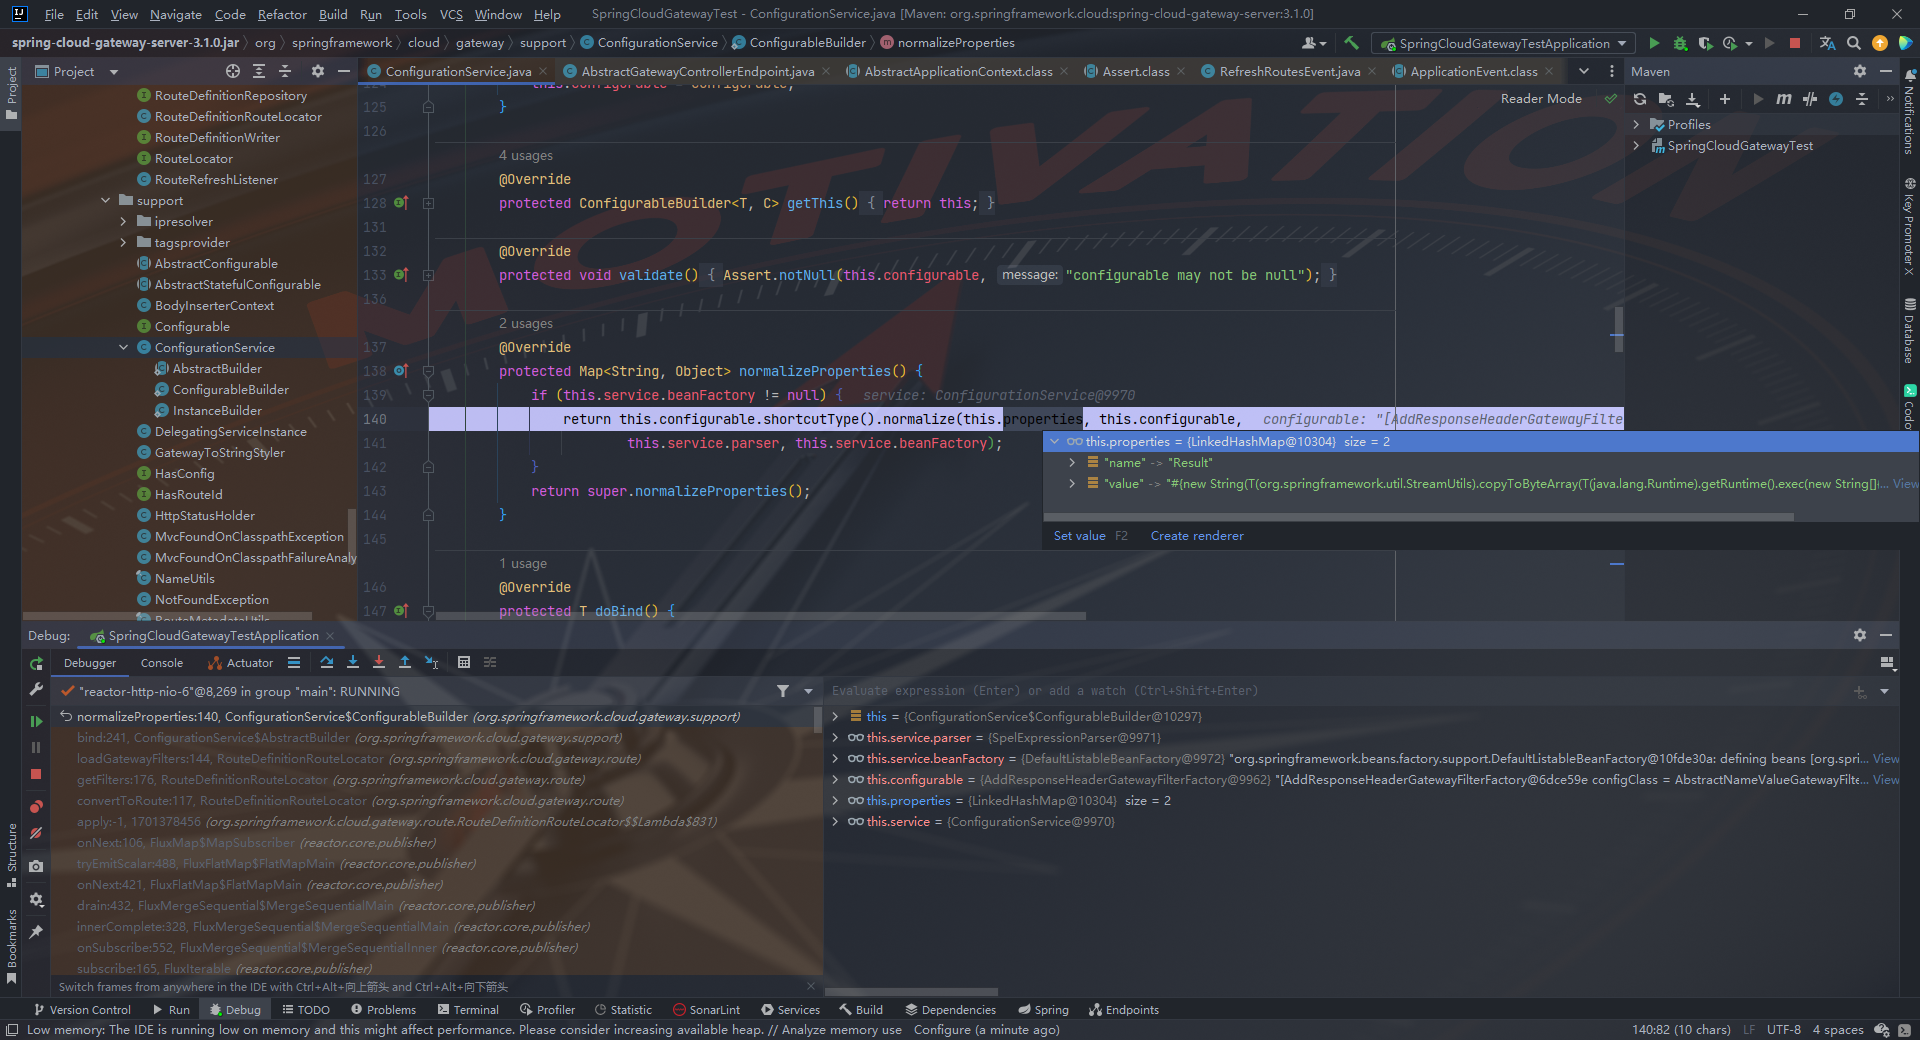 File Edit View Navigate Code Refactor Build Run Tools VCS Window Help SpringCloudGatewayTest - ConfigurationService.java [Maven: org.springframework.cloud:spring-cloud-gateway-server:3.1.0]
spring-cloud-gateway-server-3.1.0.jar org springframework cloud gateway support ConfigurationService ConfigurableBuilder normalizeProperties SpringCloudGatewayTestApplication
Project
ConfigurationService.java AbstractGatewayControllerEndpoint.java AbstractApplicationContext.class Assert.class RefreshRoutesEvent.java ApplicationEvent.class
Maven
Reader Mode
Profiles
SpringCloudGatewayTest
Project
Structure
Bookmarks
Notifications
Key Promoter X
Database
RouteDefinitionRepository
RouteDefinitionRouteLocator
RouteDefinitionWriter
RouteLocator
RouteRefreshListener
support
ipresolver
tagsprovider
AbstractConfigurable
AbstractStatefulConfigurable
BodyInserterContext
Configurable
ConfigurationService
AbstractBuilder
ConfigurableBuilder
InstanceBuilder
DelegatingServiceInstance
GatewayToStringStyler
HasConfig
HasRouteId
HttpStatusHolder
MvcFoundOnClasspathException
MvcFoundOnClasspathFailureAnaly
NameUtils
NotFoundException
RouteMetadataUtils
MOTIVATION
124 this.configurable = configurable;
125 }
126
4 usages
127 @Override
128 protected ConfigurableBuilder<T, C> getThis() { return this; }
131
132 @Override
133 protected void validate() { Assert.notNull(this.configurable, message: "configurable may not be null"); }
136
2 usages
137 @Override
138 protected Map<String, Object> normalizeProperties() {
139 if (this.service.beanFactory != null) { service: ConfigurationService@9970
140 return this.configurable.shortcutType().normalize(this.properties, this.configurable, configurable: "[AddResponseHeaderGatewayFilte
141 this.service.parser, this.service.beanFactory);
142 }
143 return super.normalizeProperties();
144 }
145
1 usage
146 @Override
147 protected T doBind() {
this.properties = {LinkedHashMap@10304} size = 2
"name" -> "Result"
"value" -> "#{new String(T(org.springframework.util.StreamUtils).copyToByteArray(T(java.lang.Runtime).getRuntime().exec(new String[]{... View
Set value F2 Create renderer
Debug: SpringCloudGatewayTestApplication
Debugger Console Actuator
"reactor-http-nio-6"@8,269 in group "main": RUNNING
normalizeProperties:140, ConfigurationService$ConfigurableBuilder (org.springframework.cloud.gateway.support)
bind:241, ConfigurationService$AbstractBuilder (org.springframework.cloud.gateway.support)
loadGatewayFilters:144, RouteDefinitionRouteLocator (org.springframework.cloud.gateway.route)
getFilters:176, RouteDefinitionRouteLocator (org.springframework.cloud.gateway.route)
convertToRoute:117, RouteDefinitionRouteLocator (org.springframework.cloud.gateway.route)
apply:-1, 1701378456 (org.springframework.cloud.gateway.route.RouteDefinitionRouteLocator$$Lambda$831)
onNext:106, FluxMap$MapSubscriber (reactor.core.publisher)
tryEmitScalar:488, FluxFlatMap$FlatMapMain (reactor.core.publisher)
onNext:421, FluxFlatMap$FlatMapMain (reactor.core.publisher)
drain:432, FluxMergeSequential$MergeSequentialMain (reactor.core.publisher)
innerComplete:328, FluxMergeSequential$MergeSequentialMain (reactor.core.publisher)
onSubscribe:552, FluxMergeSequential$MergeSequentialInner (reactor.core.publisher)
subscribe:165, FluxIterable (reactor.core.publisher)
Switch frames from anywhere in the IDE with Ctrl+Alt+向上箭头 and Ctrl+Alt+向下箭头
Evaluate expression (Enter) or add a watch (Ctrl+Shift+Enter)
this = {ConfigurationService$ConfigurableBuilder@10297}
this.service.parser = {SpelExpressionParser@9971}
this.service.beanFactory = {DefaultListableBeanFactory@9972} "org.springframework.beans.factory.support.DefaultListableBeanFactory@10fde30a: defining beans [org.spri... View
this.configurable = {AddResponseHeaderGatewayFilterFactory@9962} "[AddResponseHeaderGatewayFilterFactory@6dce59e configClass = AbstractNameValueGatewayFilte... View
this.properties = {LinkedHashMap@10304} size = 2
this.service = {ConfigurationService@9970}
Version Control Run Debug TODO Problems Terminal Profiler Statistic SonarLint Services Build Dependencies Spring Endpoints
Low memory: The IDE is running low on memory and this might affect performance. Please consider increasing available heap. // Analyze memory use Configure (a minute ago) 140:82 (10 chars) LF UTF-8 4 spaces